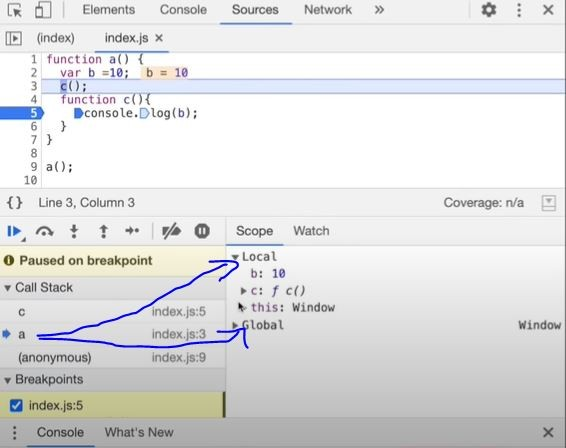 Elements Console Sources Network »
(index) index.js ×
1 function a() {
2 var b =10; b = 10
3 c();
4 function c(){
5 console.log(b);
6 }
7 }
8
9 a();
10
{} Line 3, Column 3 Coverage: n/a
Scope Watch
Paused on breakpoint
Call Stack
c index.js:5
a index.js:3
(anonymous) index.js:9
Breakpoints
index.js:5
Local
b: 10
c: ƒ c()
this: Window
Global Window
Console What's New